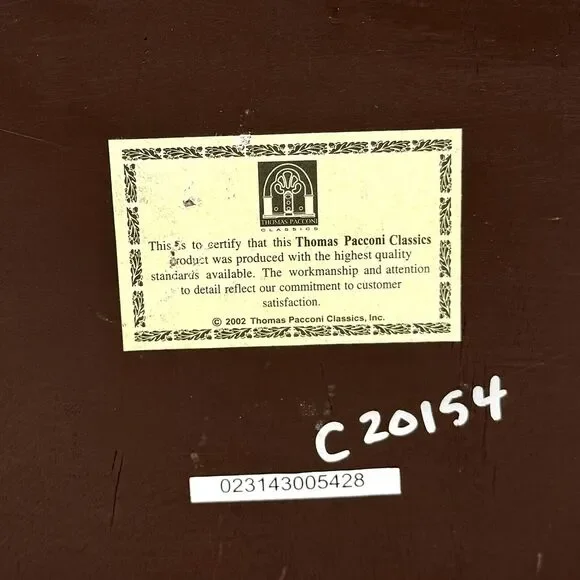 THOMAS PACCONI
CLASSICS
This is to certify that this Thomas Pacconi Classics
product was produced with the highest quality
standards available. The workmanship and attention
to detail reflect our commitment to customer
satisfaction.
© 2002 Thomas Pacconi Classics, Inc.
C20154
023143005428